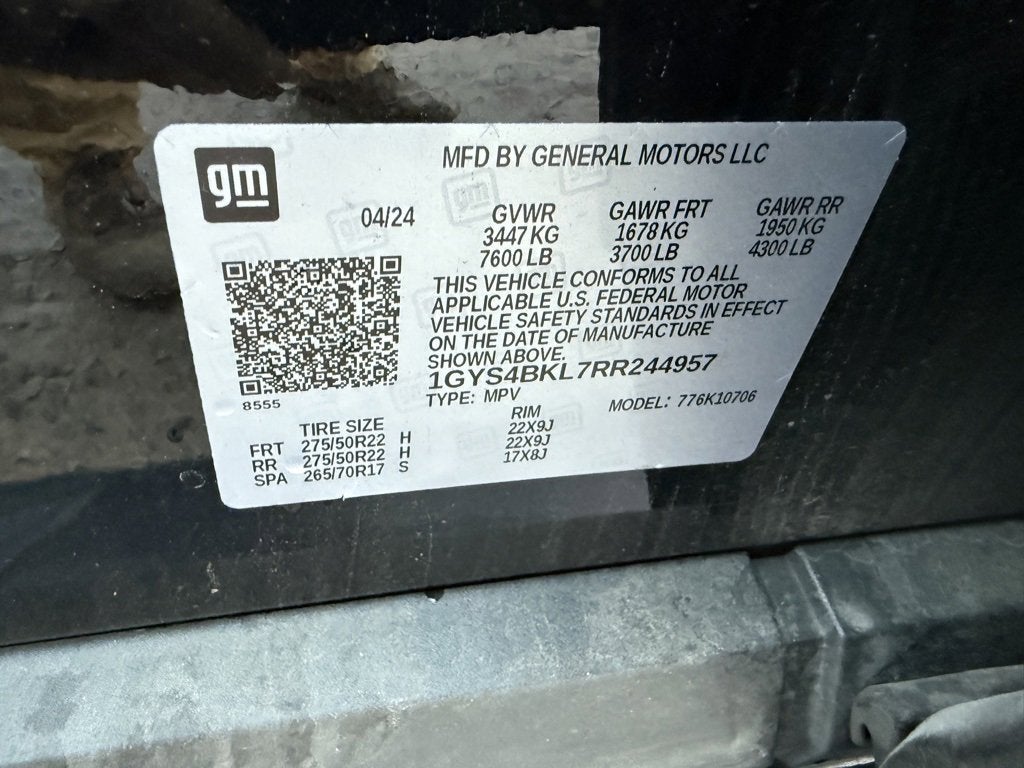 gm
MFD BY GENERAL MOTORS LLC
04/24
GVWR GAWR FRT GAWR RR
3447 KG 1678 KG 1950 KG
7600 LB 3700 LB 4300 LB
THIS VEHICLE CONFORMS TO ALL
APPLICABLE U.S. FEDERAL MOTOR
VEHICLE SAFETY STANDARDS IN EFFECT
ON THE DATE OF MANUFACTURE
SHOWN ABOVE.
1GYS4BKL7RR244957
8555
TYPE: MPV MODEL: 776K10706
TIRE SIZE RIM
FRT 275/50R22 H 22X9J
RR 275/50R22 H 22X9J
SPA 265/70R17 S 17X8J